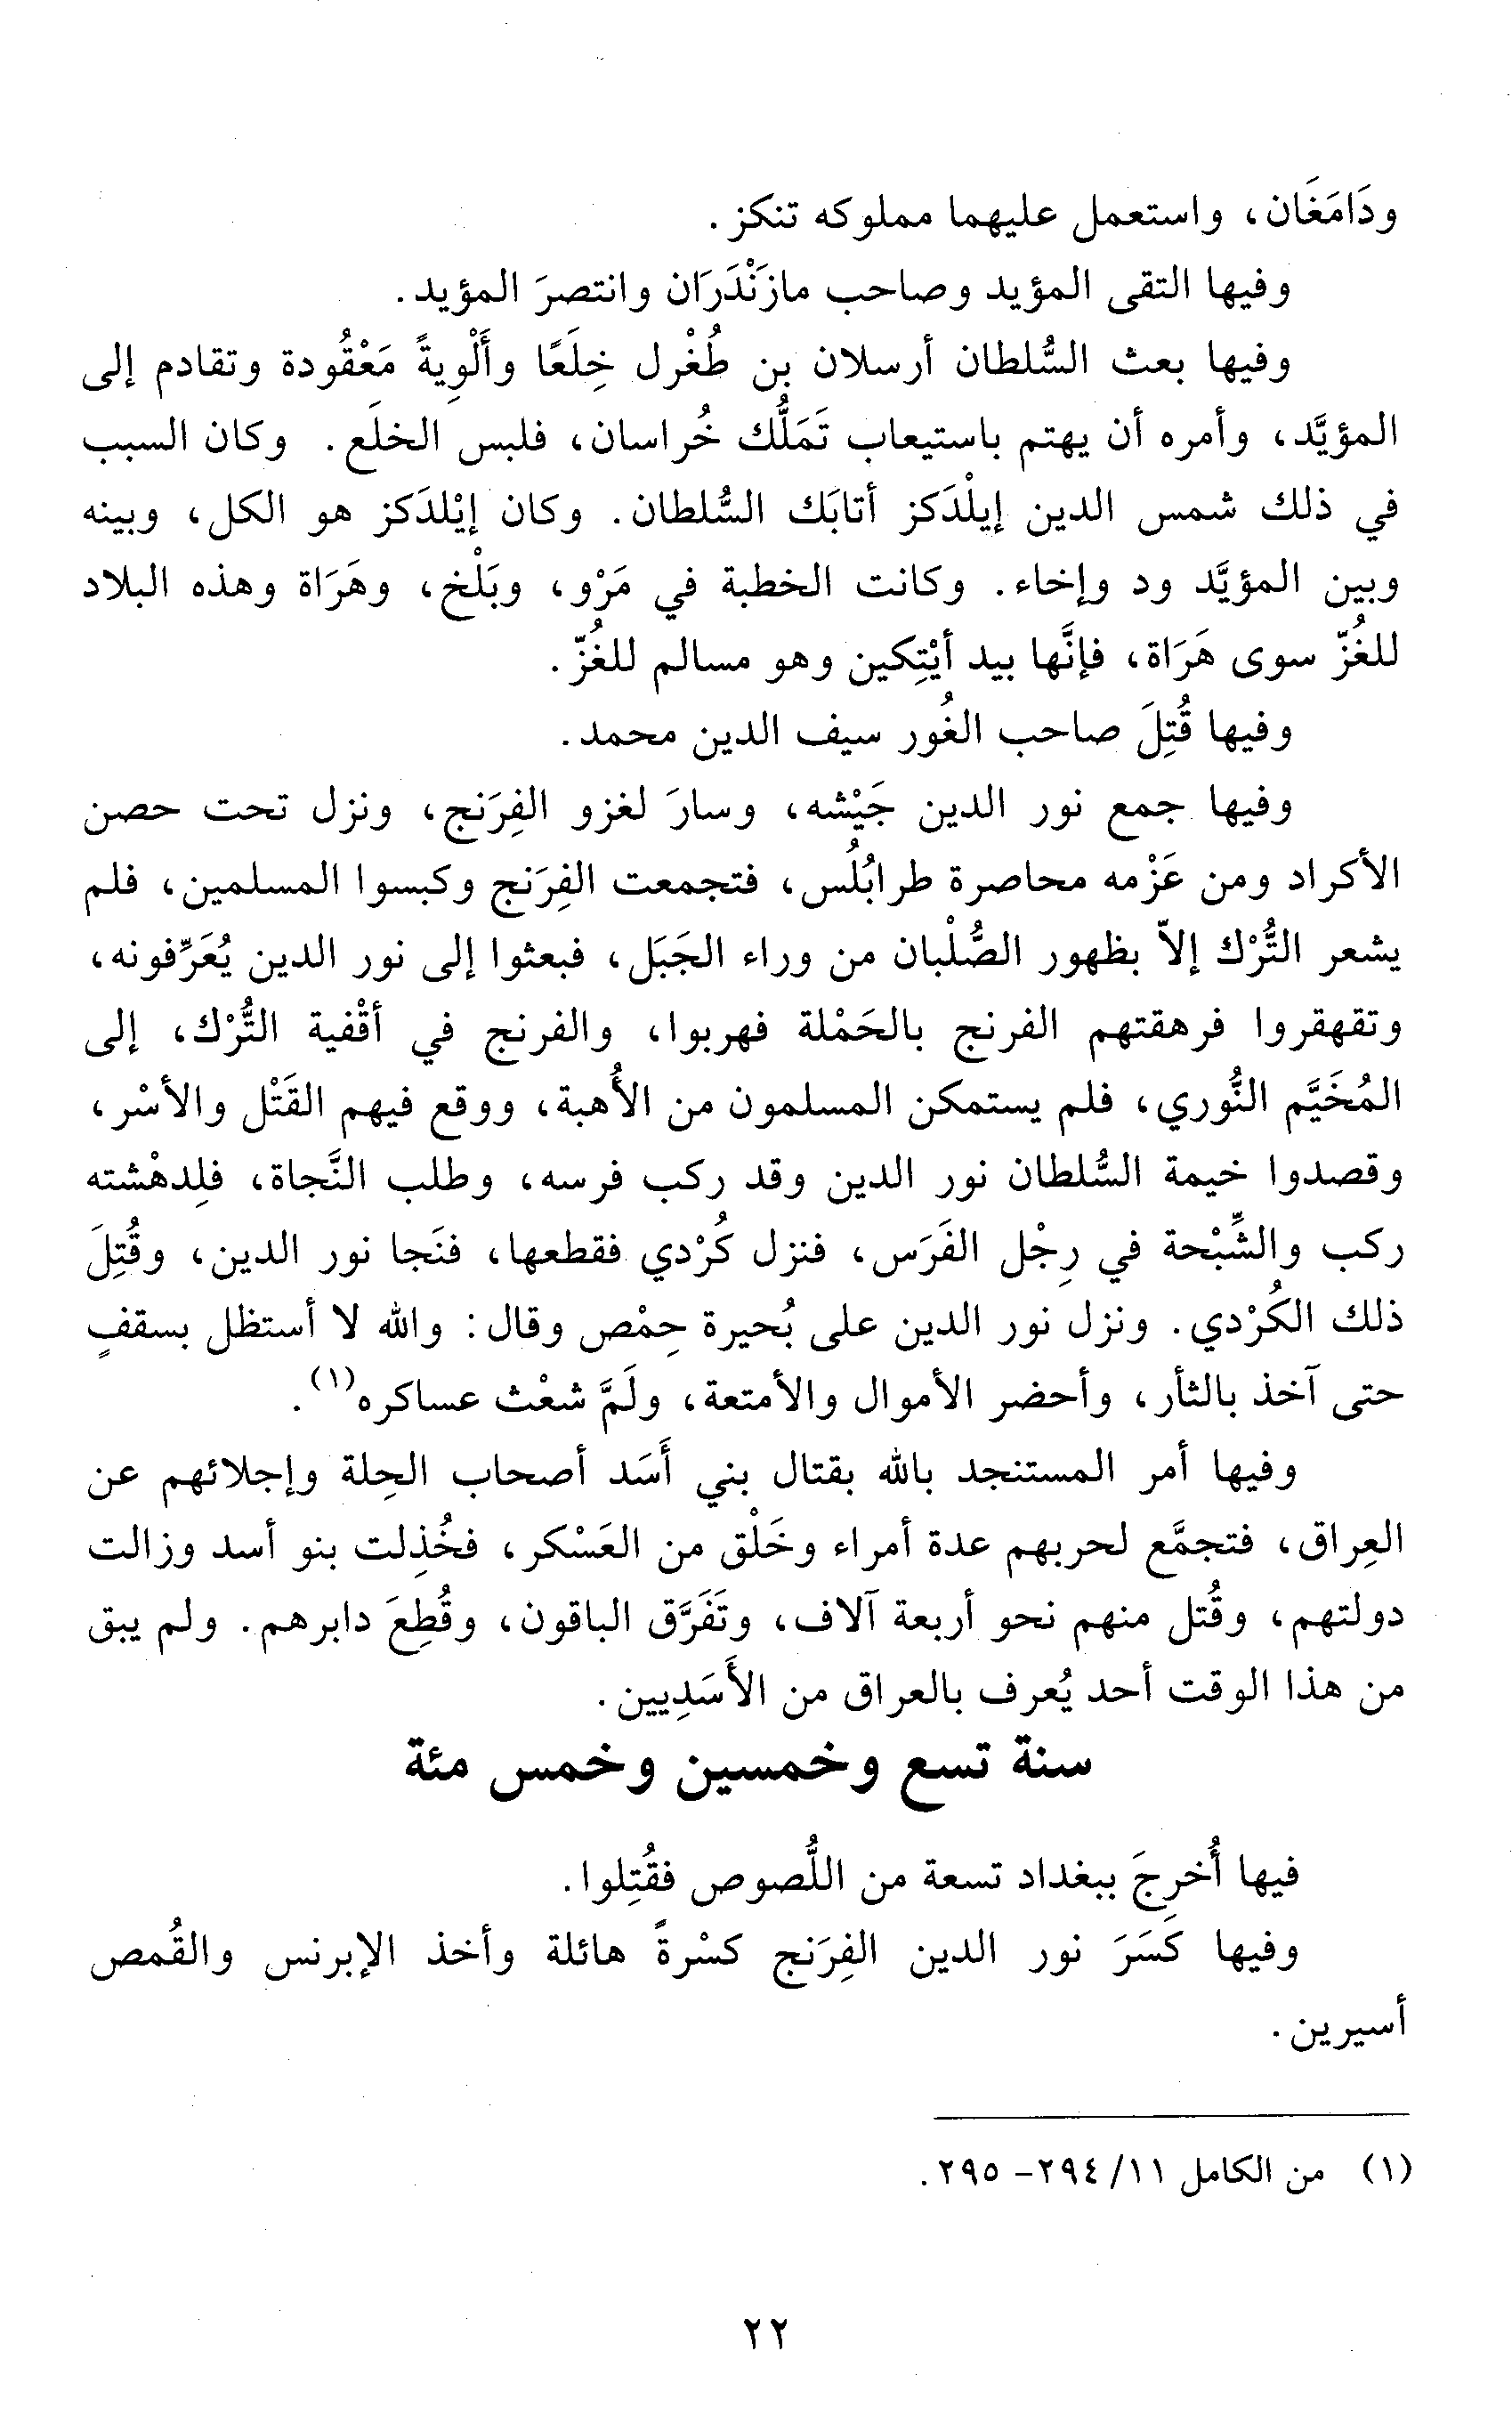 ودَامَغَان، واستعمل عليهما مملوكه تنكز.
وفيها التقى المؤيد وصاحب مازَنْدَرَان وانتصرَ المؤيد.
وفيها بعث السُّلطان أرسلان بن طُغْرل خِلَعًا وأَلْوِيةً مَعْقُودة وتقادم إلى
المؤيَّد، وأمره أن يهتم باستيعاب تَمَلُّك خُراسان، فلبس الخلَع. وكان السبب
في ذلك شمس الدين إيلْدَكز أتابَك السُّلطان. وكان إيْلدَكز هو الكل، وبينه
وبين المؤيَّد ود وإخاء. وكانت الخطبة في مَرْو، وبَلْخ، وهَرَاة وهذه البلاد
للغُزّ سوى هَرَاة، فإنَّها بيد أيْتِكين وهو مسالم للغُزّ.
وفيها قُتِلَ صاحب الغُور سيف الدين محمد.
وفيها جمع نور الدين جَيْشه، وسارَ لغزو الفِرَنج، ونزل تحت حصن
الأكراد ومن عَزْمه محاصرة طرابُلُس، فتجمعت الفِرَنج وكبسوا المسلمين، فلم
يشعر التُّرْك إلاّ بظهور الصُّلْبان من وراء الجَبَل، فبعثوا إلى نور الدين يُعَرِّفونه،
وتقهقروا فرهقتهم الفرنج بالحَمْلة فهربوا، والفرنج في أقْفية التُّرْك، إلى
المُخَيَّم النُّوري، فلم يستمكن المسلمون من الأُهبة، ووقع فيهم القَتْل والأسْر،
وقصدوا خيمة السُّلطان نور الدين وقد ركب فرسه، وطلب النَّجاة، فلِدهْشته
ركب والشِّبْحة في رِجْل الفَرَس، فنزل كُرْدي فقطعها، فنَجا نور الدين، وقُتِلَ
ذلك الكُرْدي. ونزل نور الدين على بُحيرة حِمْص وقال: والله لا أستظل بسقفٍ
حتى آخذ بالثأر، وأحضر الأموال والأمتعة، ولَمَّ شعْث عساكره(١).
وفيها أمر المستنجد بالله بقتال بني أَسَد أصحاب الحِلة وإجلائهم عن
العِراق، فتجمَّع لحربهم عدة أمراء وخَلْق من العَسْكر، فخُذِلت بنو أسد وزالت
دولتهم، وقُتل منهم نحو أربعة آلاف، وتَفَرَّق الباقون، وقُطِعَ دابرهم. ولم يبق
من هذا الوقت أحد يُعرف بالعراق من الأَسَدِيين.
سنة تسع وخمسين وخمس مئة
فيها أُخرِجَ ببغداد تسعة من اللُّصوص فقُتِلوا.
وفيها كَسَرَ نور الدين الفِرَنج كسْرةً هائلة وأخذ الإبرنس والقُمص
أسيرين.
(١) من الكامل ١١/ ٢٩٤- ٢٩٥.
٢٢